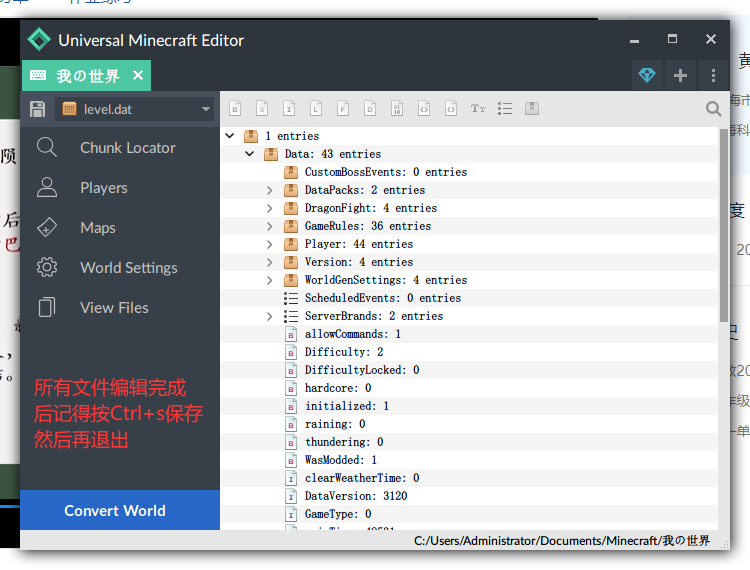 Universal Minecraft Editor
我の世界
level.dat
Chunk Locator
Players
Maps
World Settings
View Files
所有文件编辑完成
后记得按Ctrl+s保存
然后再退出
Convert World
1 entries
Data: 43 entries
CustomBossEvents: 0 entries
DataPacks: 2 entries
DragonFight: 4 entries
GameRules: 36 entries
Player: 44 entries
Version: 4 entries
WorldGenSettings: 4 entries
ScheduledEvents: 0 entries
ServerBrands: 2 entries
allowCommands: 1
Difficulty: 2
DifficultyLocked: 0
hardcore: 0
initialized: 1
raining: 0
thundering: 0
WasModded: 1
clearWeatherTime: 0
DataVersion: 3120
GameType: 0
C:/Users/Administrator/Documents/Minecraft/我の世界